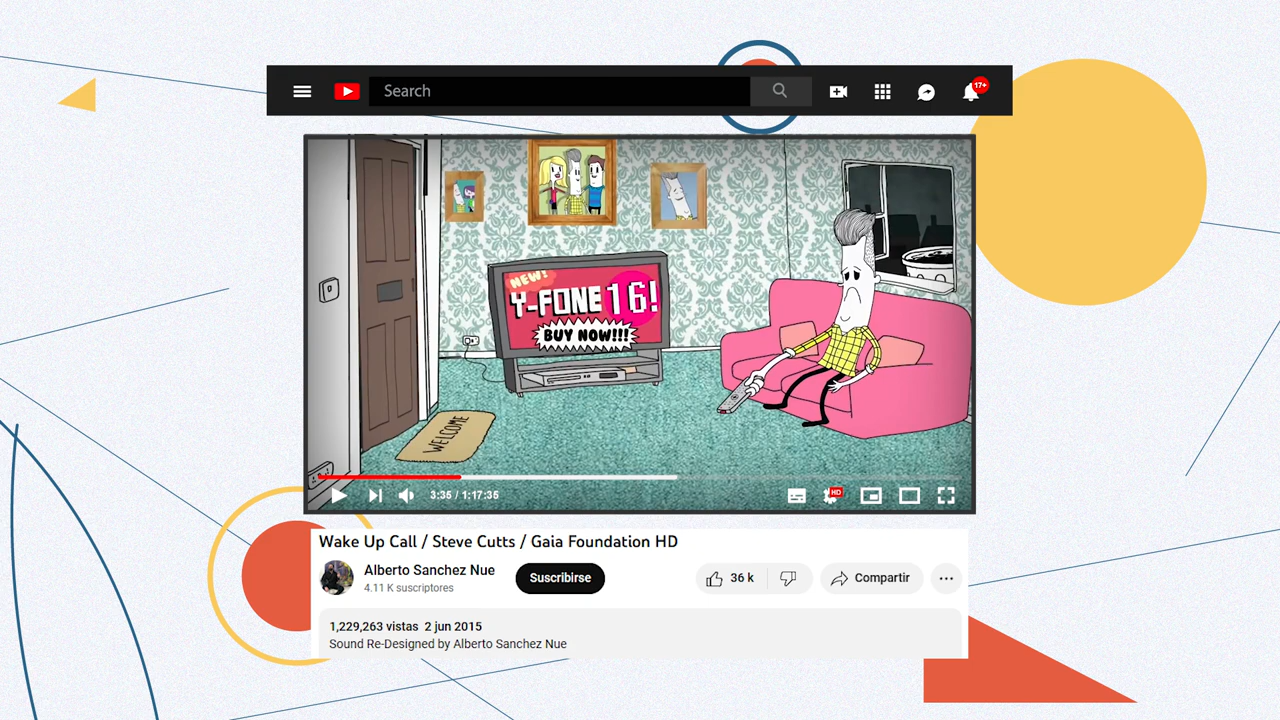 Search
17+
NEW!
Y-FONE 16!
BUY NOW!!!
WELCOME
3:35 / 1:17:35
HD
Wake Up Call / Steve Cutts / Gaia Foundation HD
Alberto Sanchez Nue
4.11 K suscriptores
Suscribirse
36 k
Compartir
1,229,263 vistas 2 jun 2015
Sound Re-Designed by Alberto Sanchez Nue